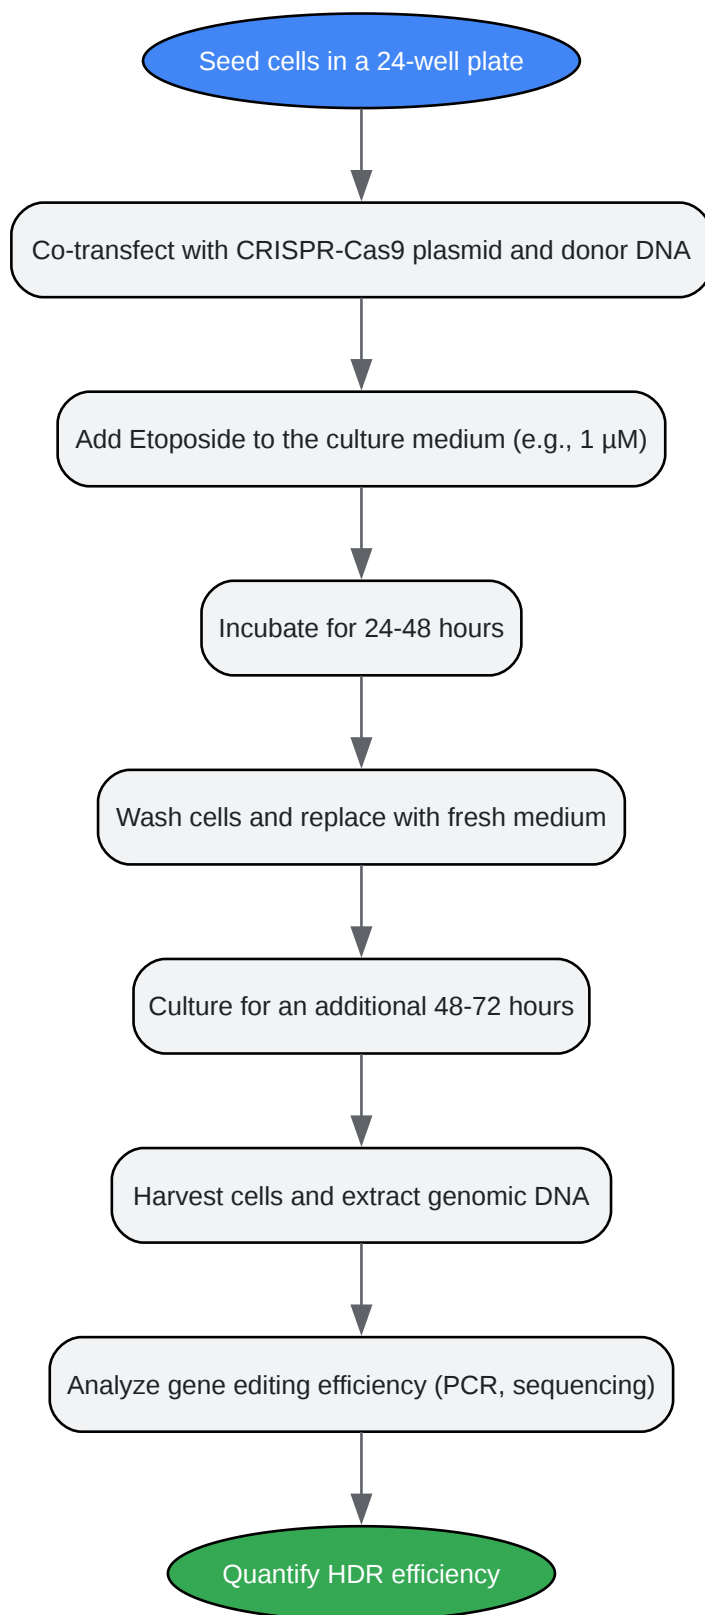 Seed cells in a 24-well plate
Co-transfect with CRISPR-Cas9 plasmid and donor DNA
Add Etoposide to the culture medium (e.g., 1 µM)
Incubate for 24-48 hours
Wash cells and replace with fresh medium
Culture for an additional 48-72 hours
Harvest cells and extract genomic DNA
Analyze gene editing efficiency (PCR, sequencing)
Quantify HDR efficiency